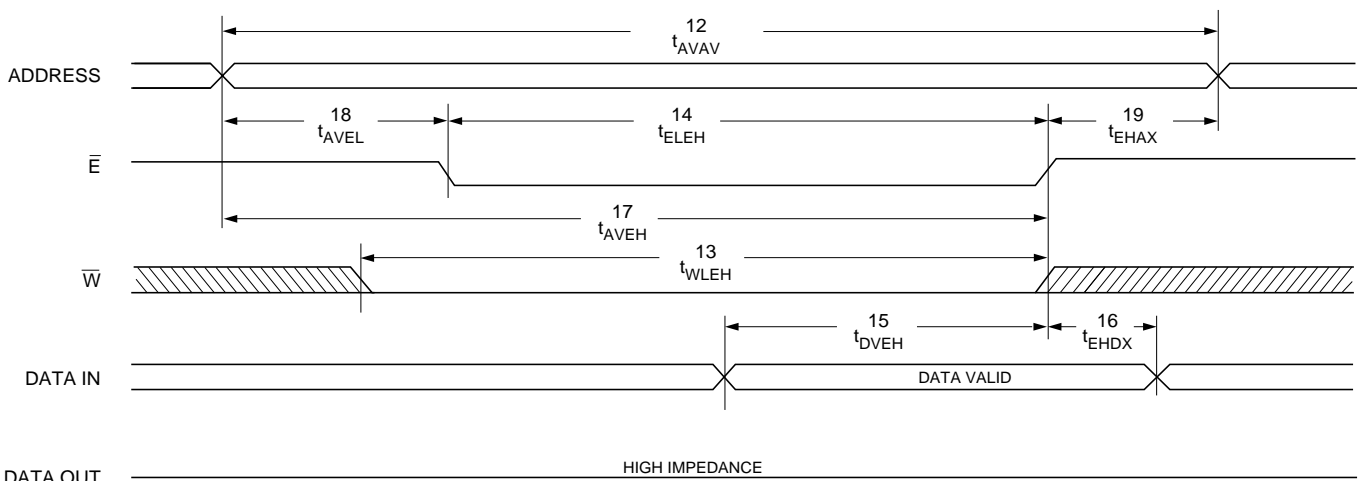 12
tAVAV
ADDRESS
18
tAVEL
14
tELEH
19
tEHAX
E̅
17
tAVEH
13
tWLEH
W̅
15
tDVEH
16
tEHDX
DATA IN
DATA VALID
HIGH IMPEDANCE
DATA OUT